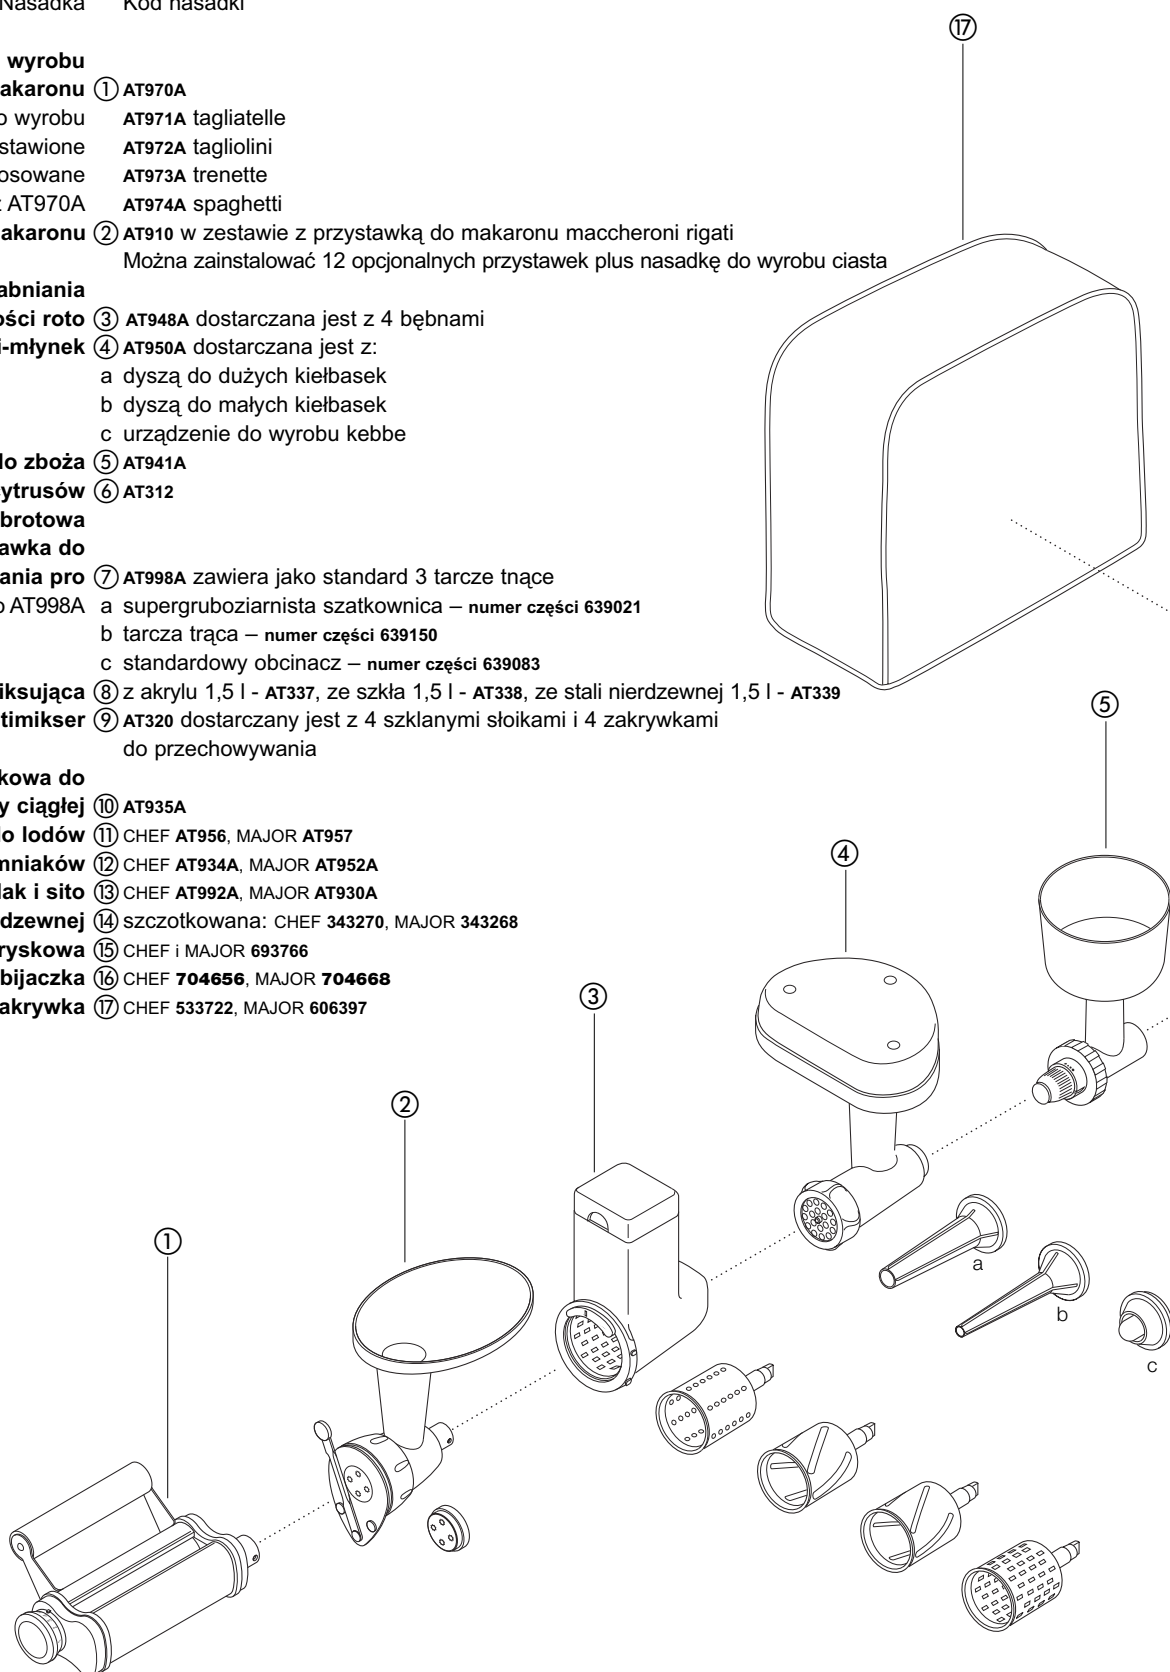 Nasadka Kod nasadki
wyrobu
akaronu ① AT970A
o wyrobu AT971A tagliatelle
stawione AT972A tagliolini
osowane AT973A trenette
z AT970A AT974A spaghetti
akaronu ② AT910 w zestawie z przystawką do makaronu maccheroni rigati
Można zainstalować 12 opcjonalnych przystawek plus nasadkę do wyrobu ciasta
abniania
ości roto ③ AT948A dostarczana jest z 4 bębnami
i-młynek ④ AT950A dostarczana jest z:
a dyszą do dużych kiełbasek
b dyszą do małych kiełbasek
c urządzenie do wyrobu kebbe
do zboża ⑤ AT941A
cytrusów ⑥ AT312
brotowa
awka do
ania pro ⑦ AT998A zawiera jako standard 3 tarcze tnące
o AT998A a supergruboziarnista szatkownica – numer części 639021
b tarcza trąca – numer części 639150
c standardowy obcinacz – numer części 639083
iksująca ⑧ z akrylu 1,5 l - AT337, ze szkła 1,5 l - AT338, ze stali nierdzewnej 1,5 l - AT339
timikser ⑨ AT320 dostarczany jest z 4 szklanymi słoikami i 4 zakrywkami
do przechowywania
kowa do
y ciągłej ⑩ AT935A
do lodów ⑪ CHEF AT956, MAJOR AT957
mniaków ⑫ CHEF AT934A, MAJOR AT952A
lak i sito ⑬ CHEF AT992A, MAJOR AT930A
dzewnej ⑭ szczotkowana: CHEF 343270, MAJOR 343268
ryskowa ⑮ CHEF i MAJOR 693766
bijaczka ⑯ CHEF 704656, MAJOR 704668
akrywka ⑰ CHEF 533722, MAJOR 606397
⑰
⑤
④
③
②
①
a
b
c